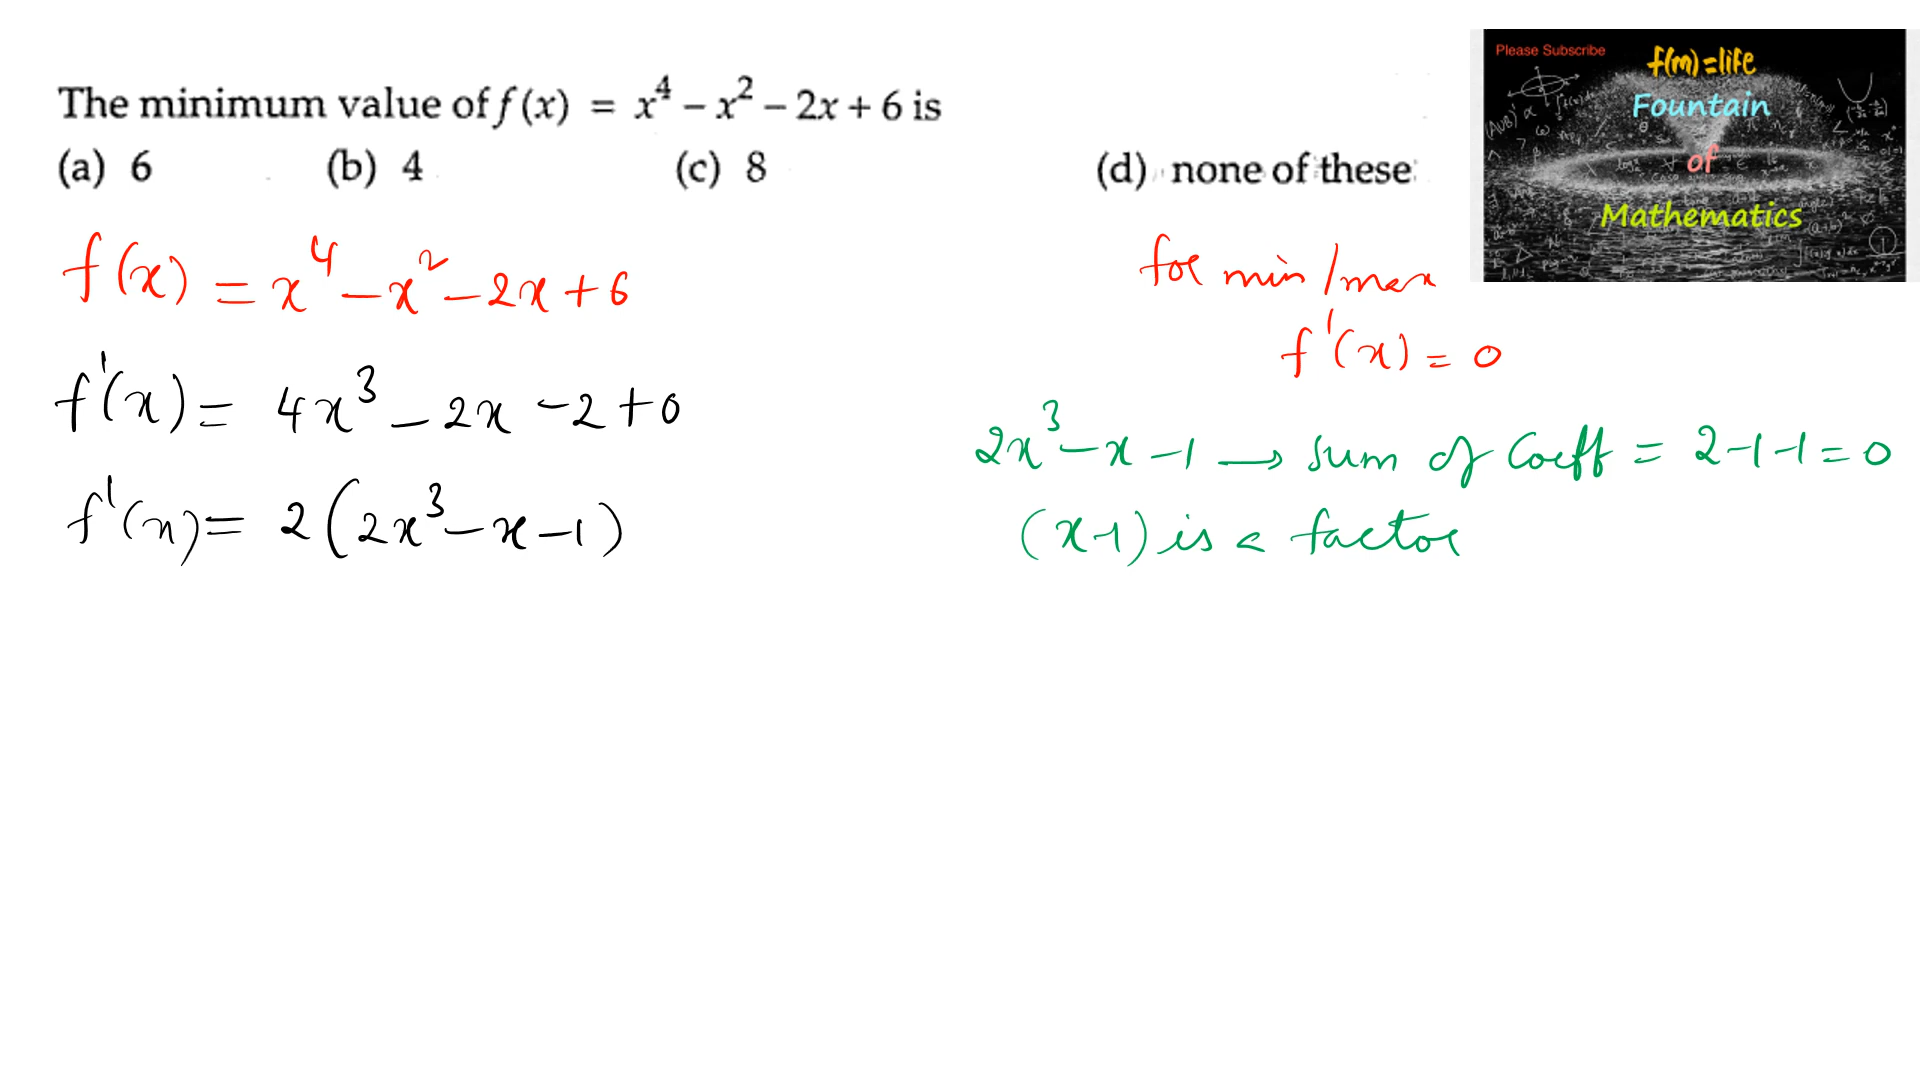 The minimum value of f(x) = x⁴ − x² − 2x + 6 is
(a) 6 (b) 4 (c) 8 (d) none of these
Please Subscribe
f(m)=life
Fountain
of
Mathematics
f(x) = x⁴ − x² − 2x + 6
for min/max
f'(x) = 0
f'(x) = 4x³ − 2x − 2 + 0
2x³ − x − 1 → sum of Coeff = 2−1−1 = 0
f'(x) = 2(2x³ − x − 1)
(x−1) is a factor